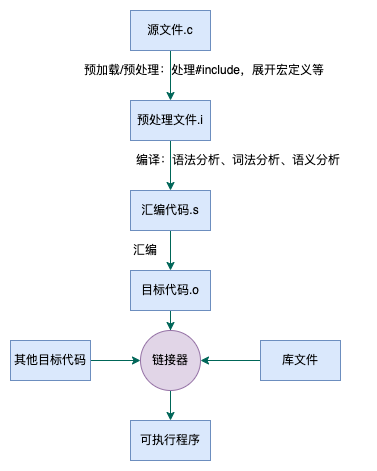 源文件.c
预加载/预处理：处理#include，展开宏定义等
预处理文件.i
编译：语法分析、词法分析、语义分析
汇编代码.s
汇编
目标代码.o
其他目标代码
链接器
库文件
可执行程序